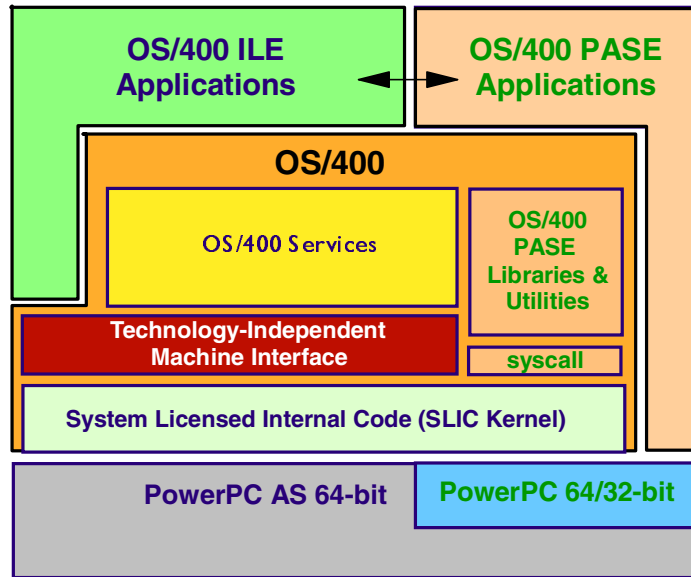 OS/400 ILE
Applications
OS/400 PASE
Applications
OS/400
OS/400 Services
OS/400
PASE
Libraries &
Utilities
Technology-Independent
Machine Interface
syscall
System Licensed Internal Code (SLIC Kernel)
PowerPC AS 64-bit
PowerPC 64/32-bit